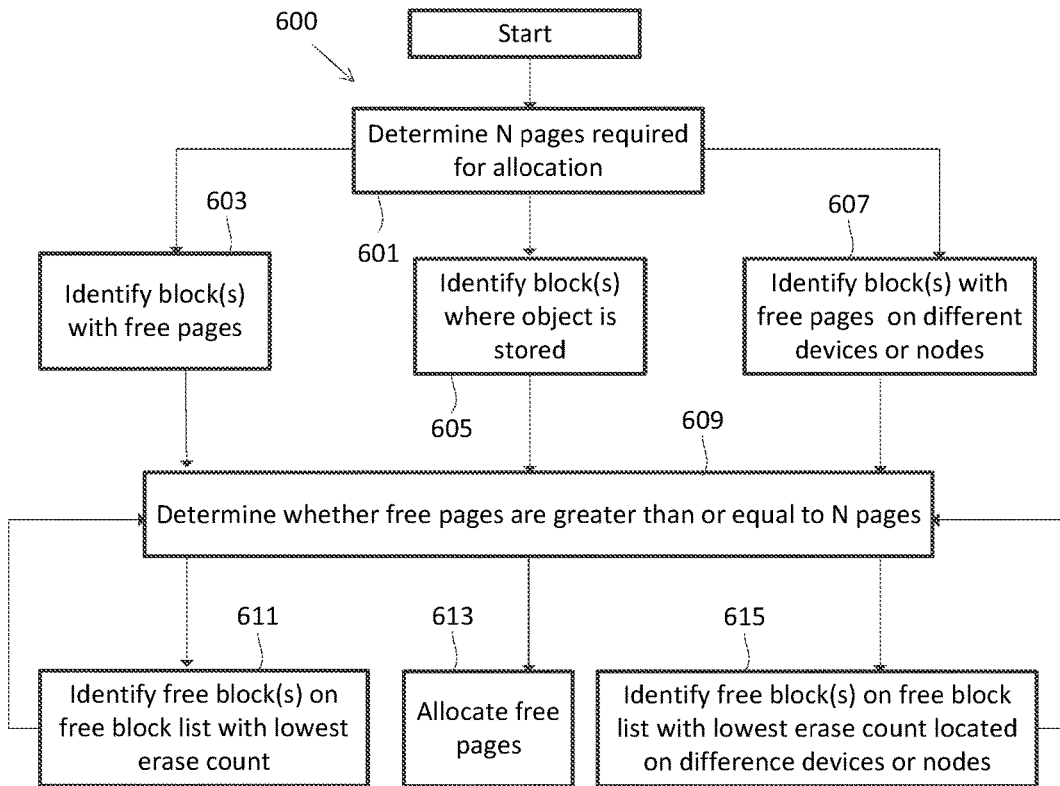 600
Start
Determine N pages required
for allocation
601
603
Identify block(s)
with free pages
Identify block(s)
where object is
stored
605
607
Identify block(s) with
free pages on different
devices or nodes
609
Determine whether free pages are greater than or equal to N pages
611
Identify free block(s) on
free block list with lowest
erase count
613
Allocate free
pages
615
Identify free block(s) on free block
list with lowest erase count located
on difference devices or nodes